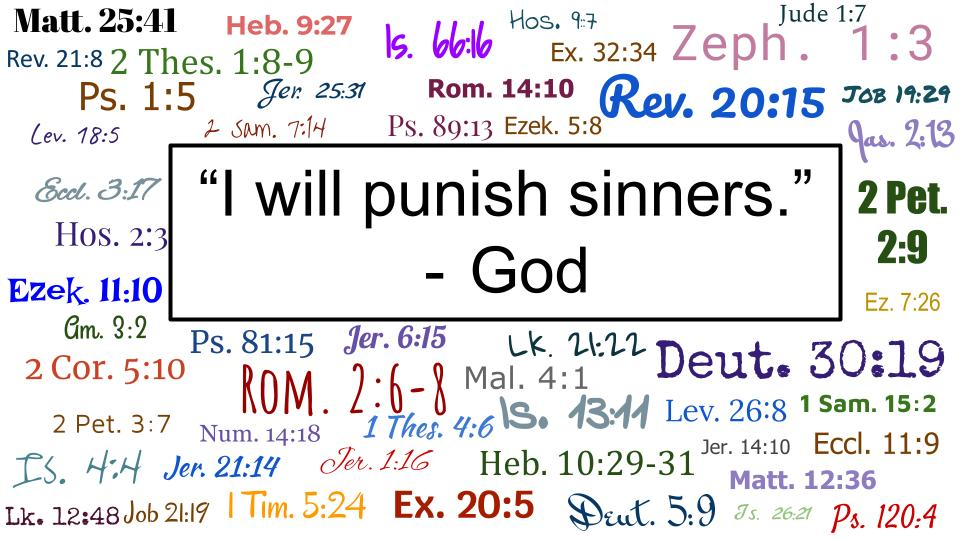 Matt. 25:41
Heb. 9:27
Is. 66:16
Hos. 9:7
Jude 1:7
Rev. 21:8
2 Thes. 1:8-9
Ex. 32:34
Zeph. 1:3
Ps. 1:5
Jer. 25:31
Rom. 14:10
Rev. 20:15
Job 19:29
Lev. 18:5
2 Sam. 7:14
Ps. 89:13
Ezek. 5:8
Jas. 2:13
Eccl. 3:17
“I will punish sinners.”
- God
2 Pet.
2:9
Hos. 2:3
Ezek. 11:10
Ez. 7:26
Am. 3:2
Ps. 81:15
Jer. 6:15
Lk. 21:22
Deut. 30:19
2 Cor. 5:10
Rom. 2:6-8
Mal. 4:1
2 Pet. 3:7
Num. 14:18
1 Thes. 4:6
Is. 13:11
Lev. 26:8
1 Sam. 15:2
Is. 4:4
Jer. 21:14
Jer. 1:16
Heb. 10:29-31
Jer. 14:10
Eccl. 11:9
Matt. 12:36
Lk. 12:48
Job 21:19
1 Tim. 5:24
Ex. 20:5
Deut. 5:9
Is. 26:21
Ps. 120:4